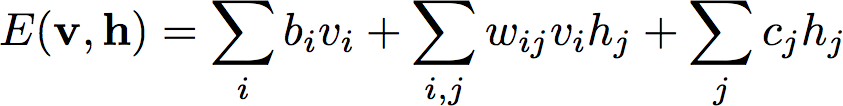 E(𝐯, 𝐡) = ∑_i b_i v_i + ∑_{i,j} w_{ij} v_i h_j + ∑_j c_j h_j